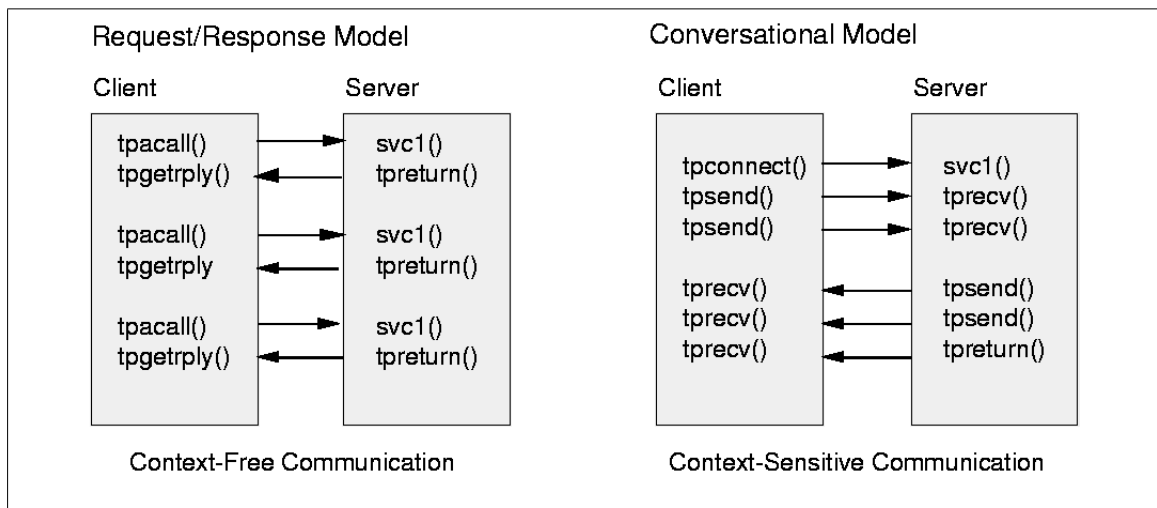 Request/Response Model
Client
Server
tpacall()
svc1()
tpgetrply()
tpreturn()
tpacall()
svc1()
tpgetrply
tpreturn()
tpacall()
svc1()
tpgetrply()
tpreturn()
Context-Free Communication
Conversational Model
Client
Server
tpconnect()
svc1()
tpsend()
tprecv()
tpsend()
tprecv()
tprecv()
tpsend()
tprecv()
tpsend()
tprecv()
tpreturn()
Context-Sensitive Communication